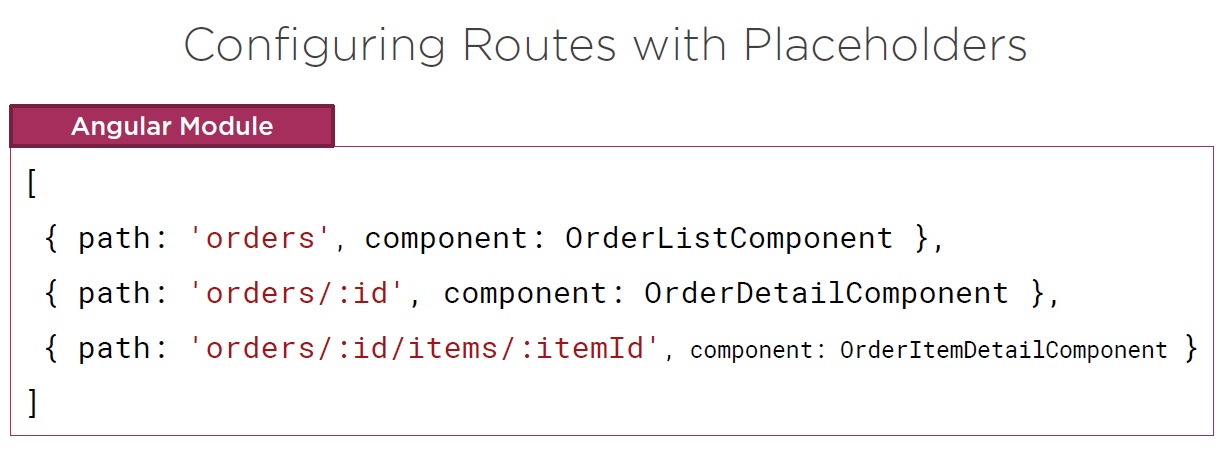 Configuring Routes with Placeholders
Angular Module
[
{ path: 'orders', component: OrderListComponent },
{ path: 'orders/:id', component: OrderDetailComponent },
{ path: 'orders/:id/items/:itemId', component: OrderItemDetailComponent }
]